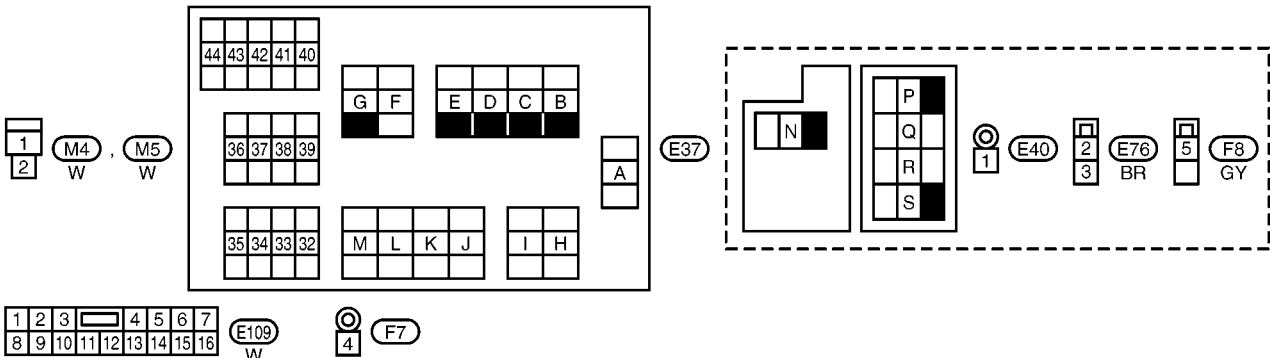 44 43 42 41 40
G F
E D C B
36 37 38 39
A
35 34 33 32
M L K J
I H
1
2
M4 , M5
W W
E37
N
P
Q
R
S
1
E40
2
3
E76
BR
5
F8
GY
1 2 3 4 5 6 7
8 9 10 11 12 13 14 15 16
E109
W
4
F7